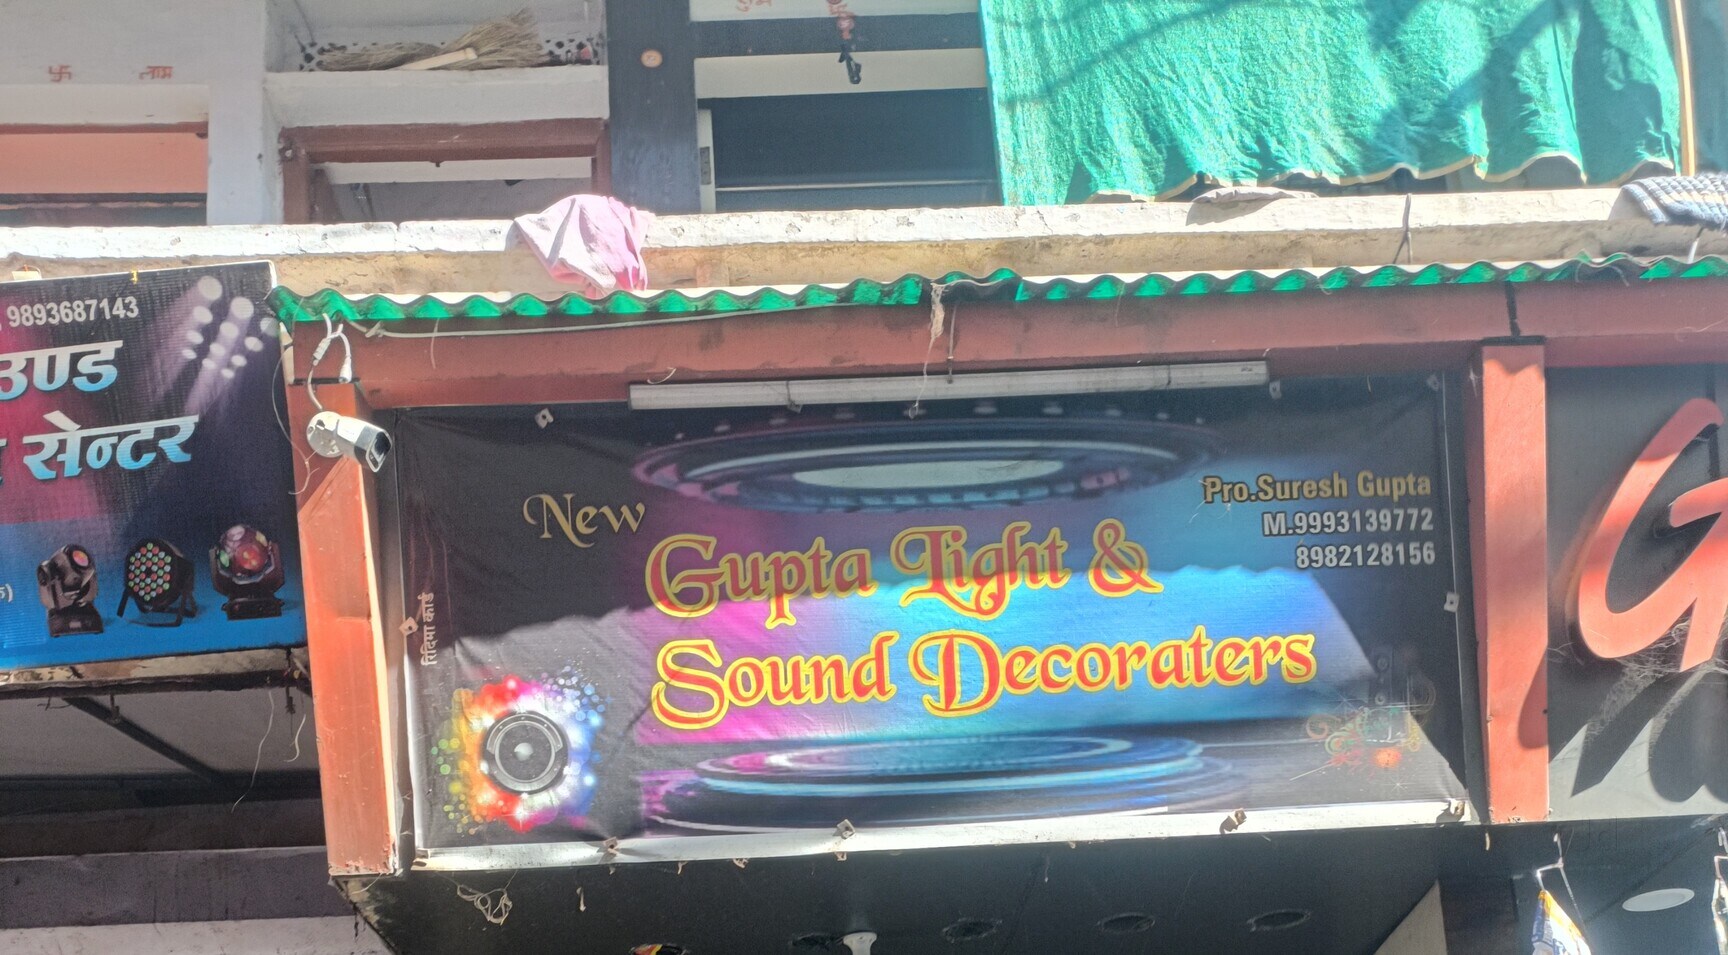 9893687143
उण्ड
सेन्टर
New
Gupta Light &
Sound Decoraters
Pro.Suresh Gupta
M.9993139772
8982128156
रिदिमा कार्ड
G